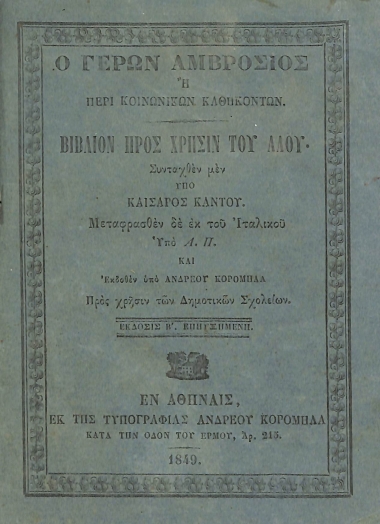 Ο ΓΕΡΩΝ ΑΜΒΡΟΣΙΟΣ
Ἢ
ΠΕΡΙ ΚΟΙΝΩΝΙΚΩΝ ΚΑΘΗΚΟΝΤΩΝ.
ΒΙΒΛΙΟΝ ΠΡΟΣ ΧΡΗΣΙΝ ΤΟΥ ΛΑΟΥ·
Συνταχθὲν μὲν
ΥΠΟ
ΚΑΙΣΑΡΟΣ ΚΑΝΤΟΥ.
Μεταφρασθὲν δὲ ἐκ τοῦ Ἰταλικοῦ
Ὑπὸ Α. Π.
ΚΑΙ
Ἐκδοθὲν ὑπὸ ΑΝΔΡΕΟΥ ΚΟΡΟΜΗΛΑ
Πρὸς χρῆσιν τῶν Δημοτικῶν Σχολείων.
ΕΚΔΟΣΙΣ Β΄. ΕΠΗΥΞΗΜΕΝΗ.
ΕΝ ΑΘΗΝΑΙΣ,
ΕΚ ΤΗΣ ΤΥΠΟΓΡΑΦΙΑΣ ΑΝΔΡΕΟΥ ΚΟΡΟΜΗΛΑ
ΚΑΤΑ ΤΗΝ ΟΔΟΝ ΤΟΥ ΕΡΜΟΥ, Ἀρ. 215.
1849.